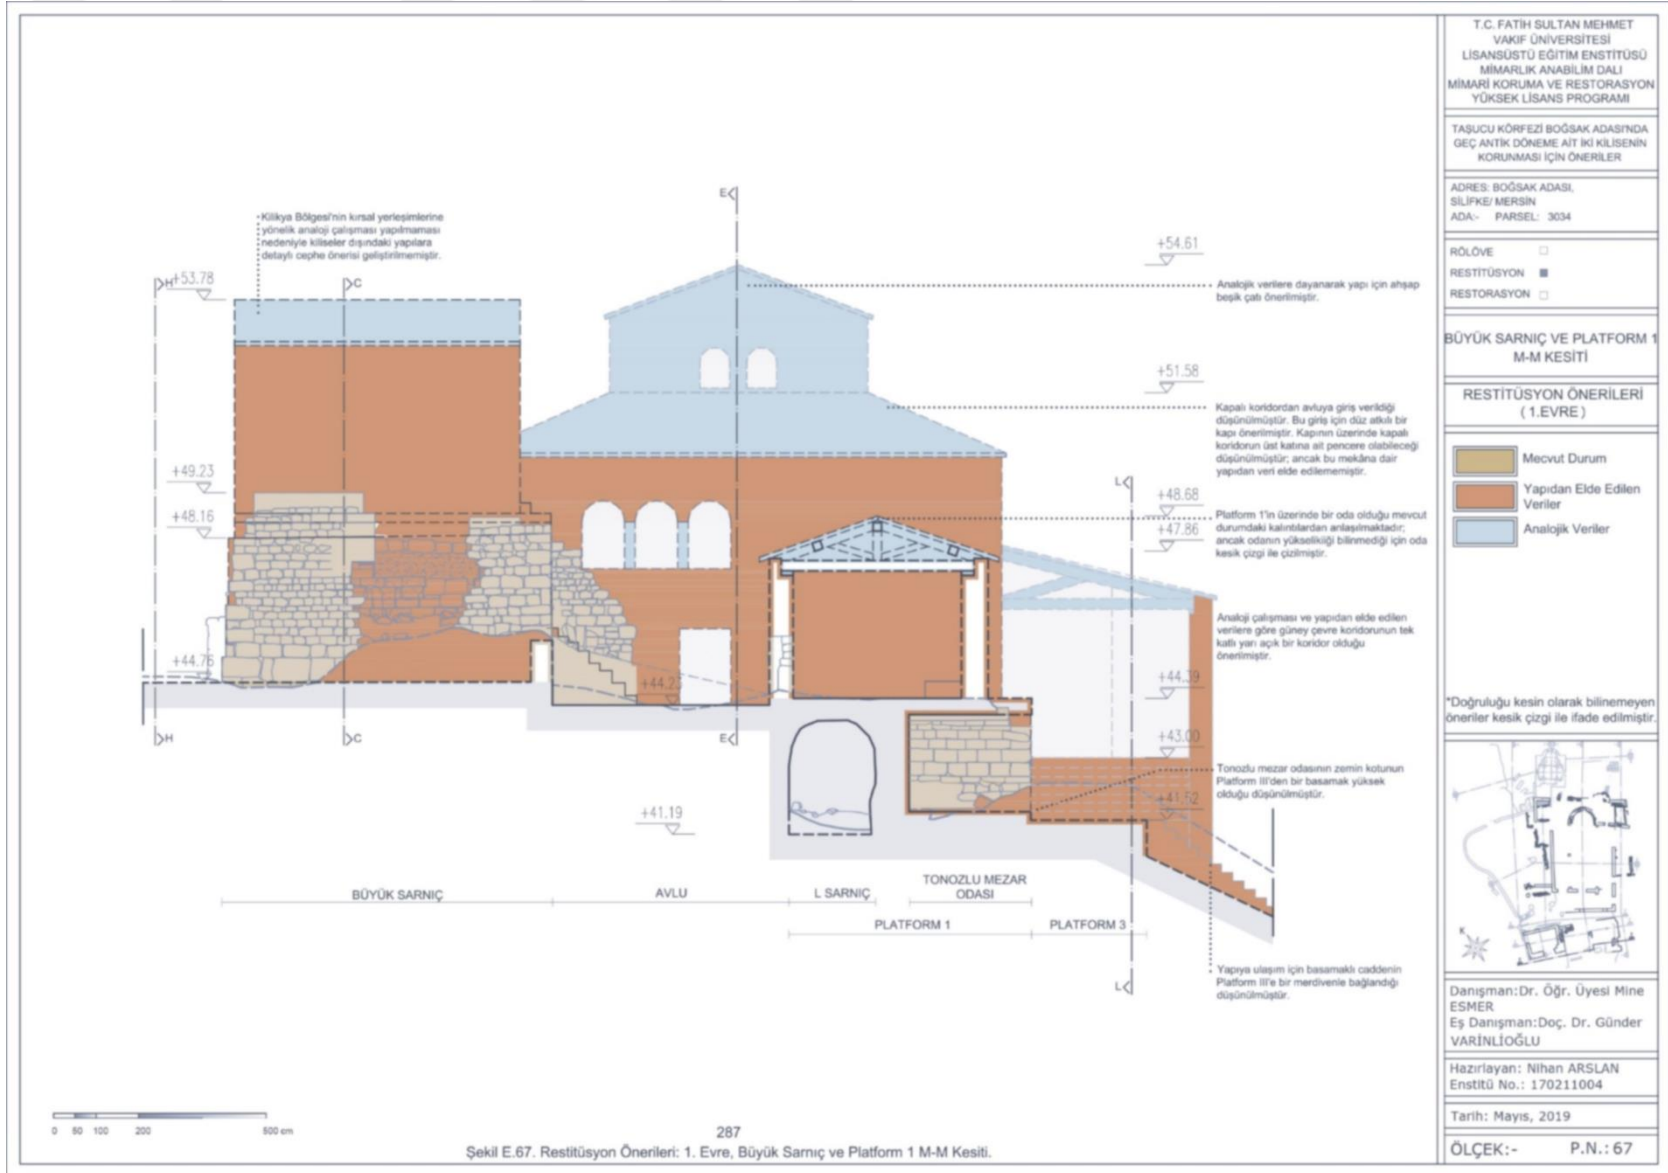 T.C. FATİH SULTAN MEHMET
VAKIF ÜNİVERSİTESİ
LİSANSÜSTÜ EĞİTİM ENSTİTÜSÜ
MİMARLIK ANABİLİM DALI
MİMARİ KORUMA VE RESTORASYON
YÜKSEK LİSANS PROGRAMI
TAŞUCU KÖRFEZİ BOĞSAK ADASI'NDA
GEÇ ANTİK DÖNEME AİT İKİ KİLİSENİN
KORUNMASI İÇİN ÖNERİLER
ADRES: BOĞSAK ADASI,
SİLİFKE/ MERSİN
ADA:- PARSEL: 3034
RÖLÖVE
RESTİTÜSYON
RESTORASYON
BÜYÜK SARNIÇ VE PLATFORM 1
M-M KESİTİ
RESTİTÜSYON ÖNERİLERİ
( 1.EVRE )
Mecvut Durum
Yapıdan Elde Edilen
Veriler
Analojik Veriler
*Doğruluğu kesin olarak bilinemeyen
öneriler kesik çizgi ile ifade edilmiştir.
K
Danışman:Dr. Öğr. Üyesi Mine
ESMER
Eş Danışman:Doç. Dr. Günder
VARİNLİOĞLU
Hazırlayan: Nihan ARSLAN
Enstitü No.: 170211004
Tarih: Mayıs, 2019
ÖLÇEK:- P.N.: 67
Kilikya Bölgesi'nin kırsal yerleşimlerine
yönelik analoji çalışması yapılmaması
nedeniyle kiliseler dışındaki yapılara
detaylı cephe önerisi geliştirilmemiştir.
E
H
C
+53.78
+49.23
+48.16
+44.76
H
C
E
+44.23
+41.19
+54.61
Analojik verilere dayanarak yapı için ahşap
beşik çatı önerilmiştir.
+51.58
Kapalı koridordan avluya giriş verildiği
düşünülmüştür. Bu giriş için düz atkılı bir
kapı önerilmiştir. Kapının üzerinde kapalı
koridorun üst katına ait pencere olabileceği
düşünülmüştür; ancak bu mekâna dair
yapıdan veri elde edilememiştir.
L
+48.68
+47.86
Platform 1'in üzerinde bir oda olduğu mevcut
durumdaki kalıntılardan anlaşılmaktadır;
ancak odanın yüksekliği bilinmediği için oda
kesik çizgi ile çizilmiştir.
Analoji çalışması ve yapıdan elde edilen
verilere göre güney çevre koridorunun tek
katlı yarı açık bir koridor olduğu
önerilmiştir.
+44.39
+43.00
Tonozlu mezar odasının zemin kotunun
Platform III'den bir basamak yüksek
olduğu düşünülmüştür.
+41.52
BÜYÜK SARNIÇ
AVLU
L SARNIÇ
TONOZLU MEZAR
ODASI
PLATFORM 1
PLATFORM 3
Yapıya ulaşım için basamaklı caddenin
Platform III'e bir merdivenle bağlandığı
düşünülmüştür.
L
0 50 100 200 500 cm
287
Şekil E.67. Restitüsyon Önerileri: 1. Evre, Büyük Sarnıç ve Platform 1 M-M Kesiti.